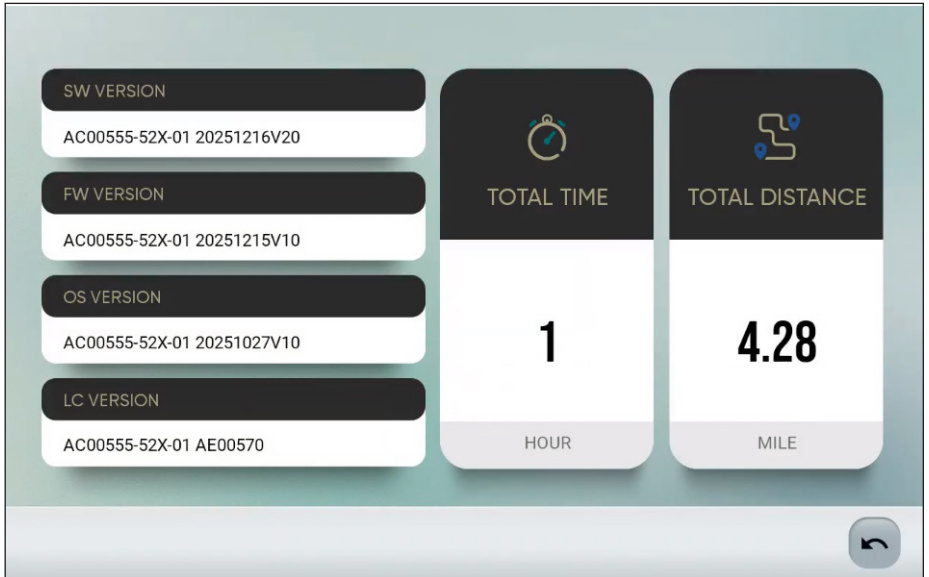 SW VERSION
AC00555-52X-01 20251216V20
FW VERSION
AC00555-52X-01 20251215V10
OS VERSION
AC00555-52X-01 20251027V10
LC VERSION
AC00555-52X-01 AE00570
TOTAL TIME
1
HOUR
TOTAL DISTANCE
4.28
MILE